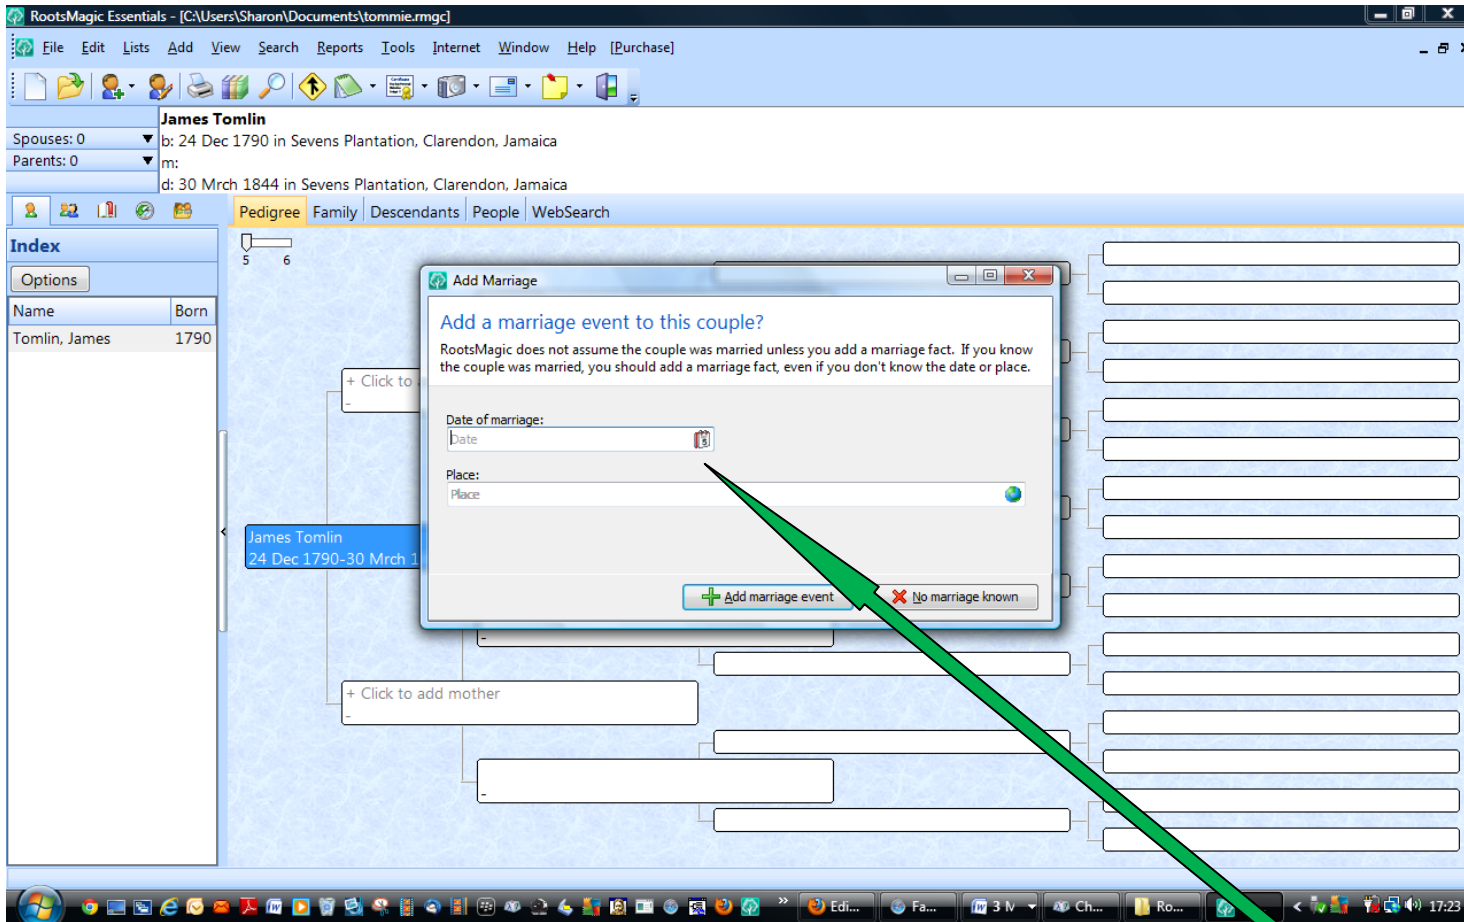 RootsMagic Essentials - [C:\Users\Sharon\Documents\tommie.rmgc]
File Edit Lists Add View Search Reports Tools Internet Window Help [Purchase]
James Tomlin
Spouses: 0
b: 24 Dec 1790 in Sevens Plantation, Clarendon, Jamaica
Parents: 0
m:
d: 30 Mrch 1844 in Sevens Plantation, Clarendon, Jamaica
Pedigree Family Descendants People WebSearch
Index
5 6
Options
Name Born
Tomlin, James 1790
Add Marriage
Add a marriage event to this couple?
RootsMagic does not assume the couple was married unless you add a marriage fact. If you know
the couple was married, you should add a marriage fact, even if you don't know the date or place.
+ Click to
-
Date of marriage:
Date
Place:
Place
James Tomlin
24 Dec 1790-30 Mrch 1
Add marriage event
No marriage known
-
+ Click to add mother
-
-
Edi... Fa... 3 Ch... Ro... 17:23